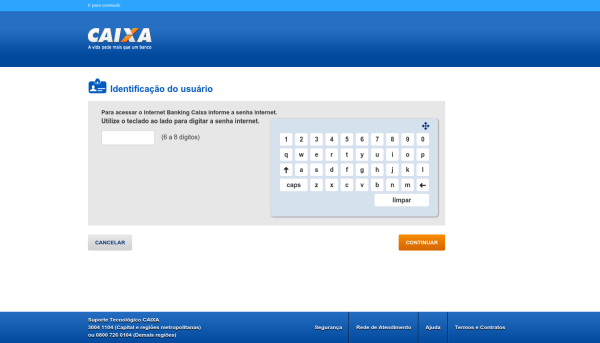 Ir para conteúdo
CAIXA
A vida pede mais que um banco
Identificação do usuário
Para acessar o Internet Banking Caixa informe a senha internet.
Utilize o teclado ao lado para digitar a senha internet.
(6 a 8 dígitos)
1 2 3 4 5 6 7 8 9 0
q w e r t y u i o p
a s d f g h j k l
caps z x c v b n m
limpar
CANCELAR CONTINUAR
Suporte Tecnológico CAIXA
3004 1104 (Capital e regiões metropolitanas)
ou 0800 726 0104 (Demais regiões)
Segurança Rede de Atendimento Ajuda Termos e Contratos